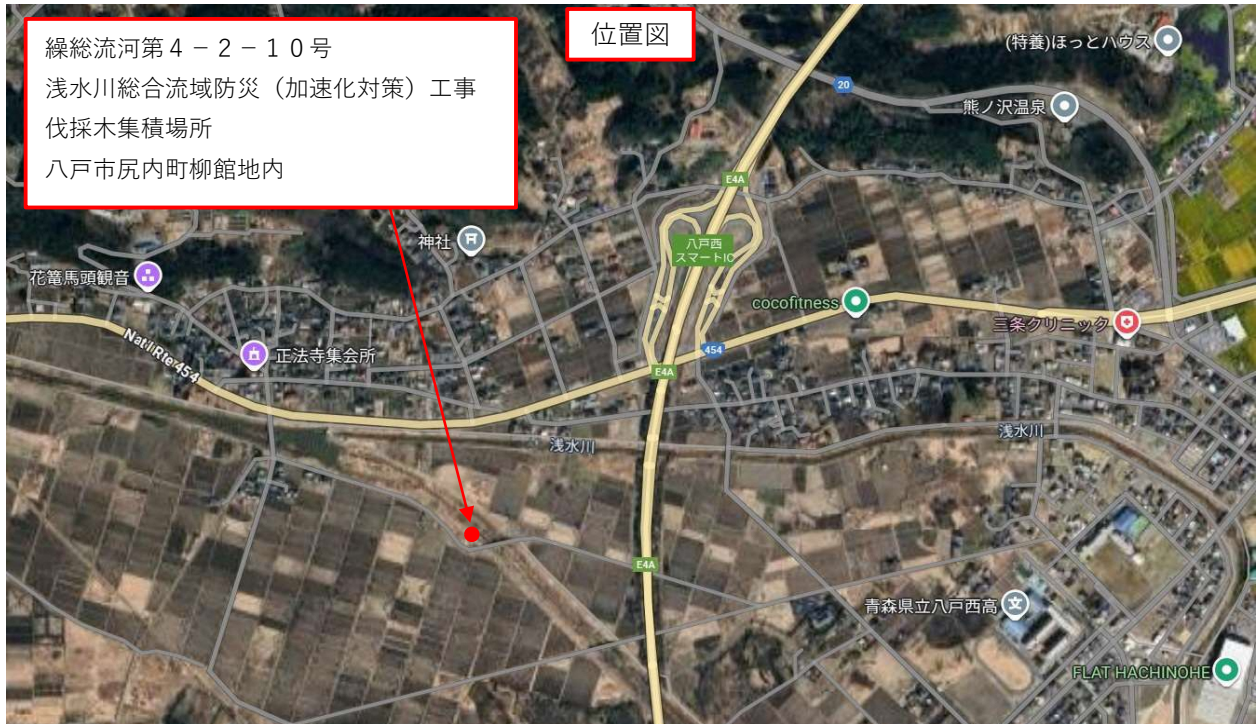 繰総流河第４－２－１０号
浅水川総合流域防災（加速化対策）工事
伐採木集積場所
八戸市尻内町柳館地内
位置図
(特養)ほっとハウス
20
熊ノ沢温泉
E4A
神社
八戸西
スマートIC
花篭馬頭観音
cocofitness
三条クリニック
Nat'l Rte 454
正法寺集会所
454
E4A
浅水川
浅水川
E4A
青森県立八戸西高
FLAT HACHINOHE